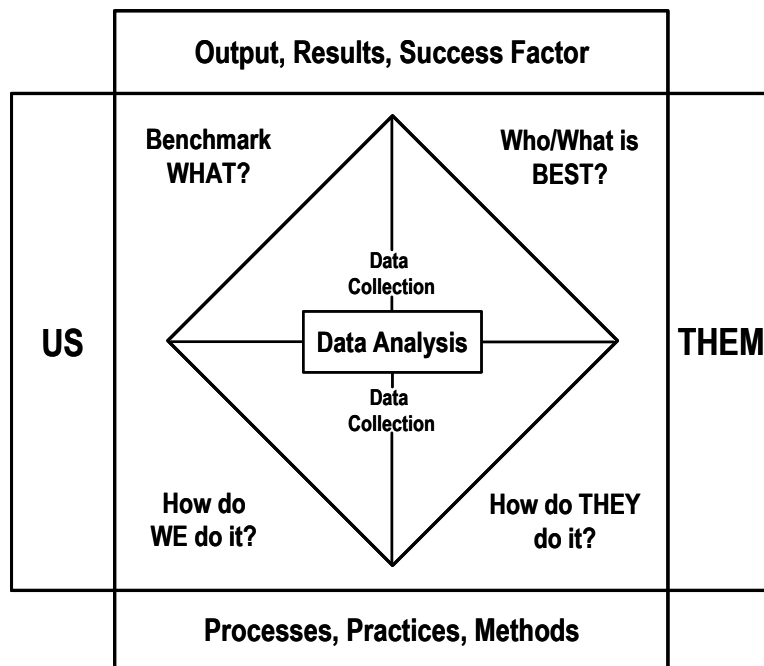 Output, Results, Success Factor
Benchmark
WHAT?
Who/What is
BEST?
Data
Collection
US
Data Analysis
THEM
Data
Collection
How do
WE do it?
How do THEY
do it?
Processes, Practices, Methods